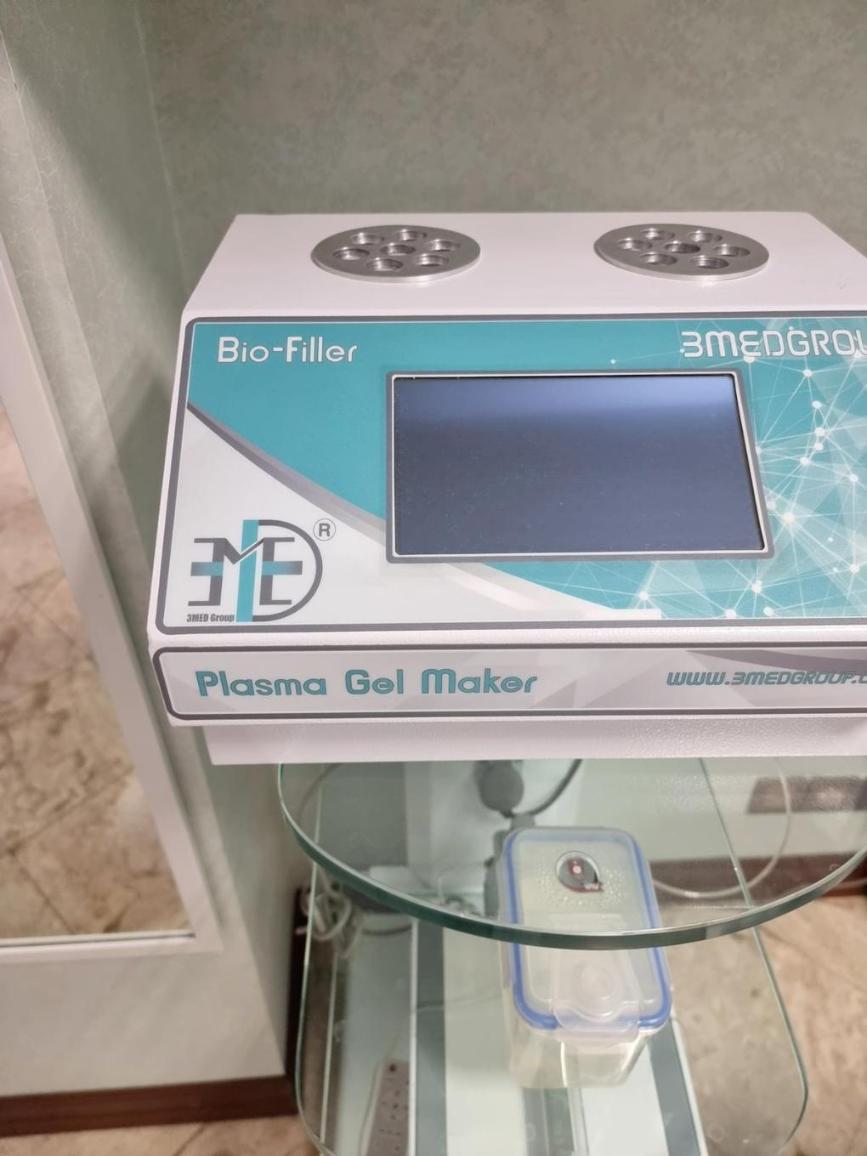 Bio-Filler
3MEDGROU
®
3MED Group
Plasma Gel Maker
www.3MEDGROUP.